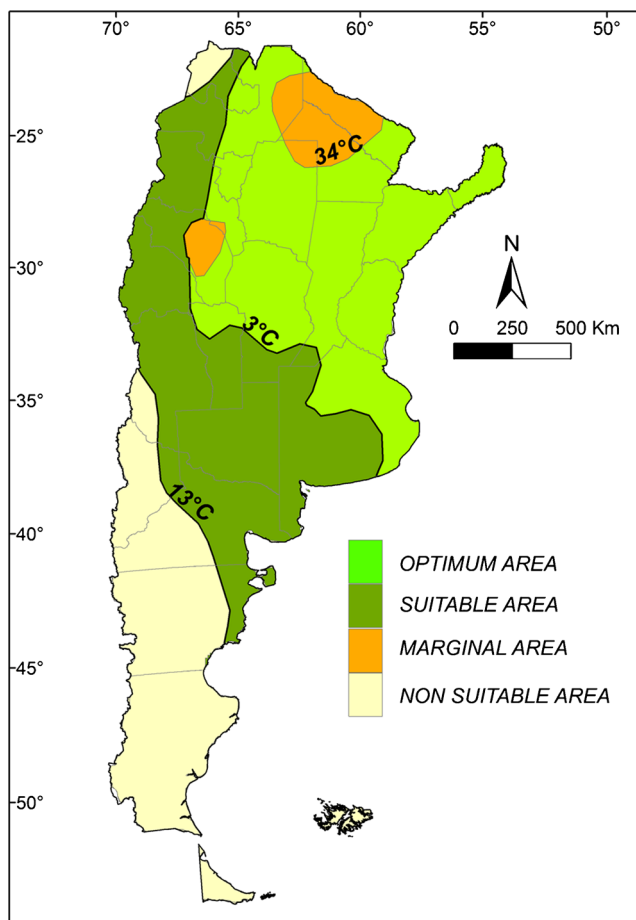 70° 65° 60° 55° 50°
25°
34°C
N
30°
0 250 500 Km
3°C
35°
13°C
40°
OPTIMUM AREA
SUITABLE AREA
45°
MARGINAL AREA
NON SUITABLE AREA
50°